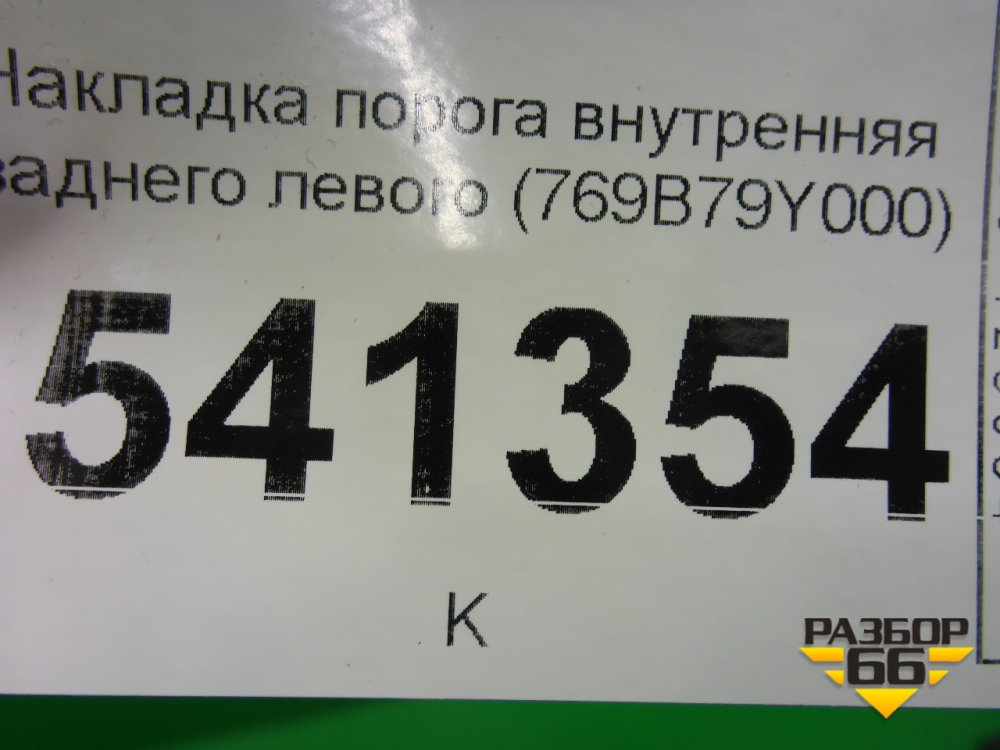 Накладка порога внутренняя
заднего левого (769B79Y000)
541354
К
РАЗБОР
66